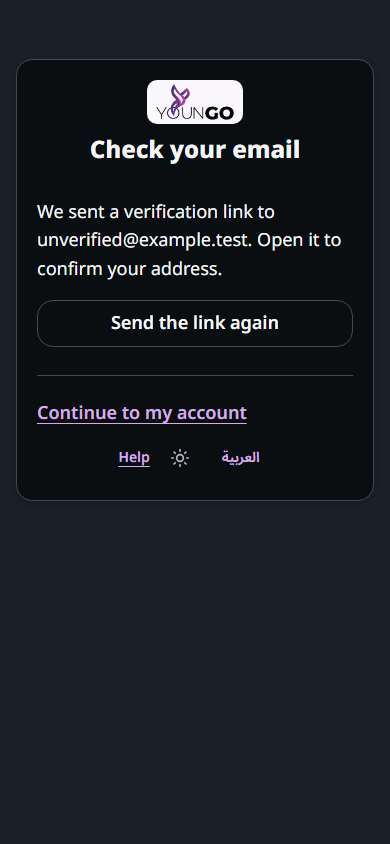 YOUNGO
Check your email
We sent a verification link to
unverified@example.test. Open it to
confirm your address.
Send the link again
Continue to my account
Help
العربية